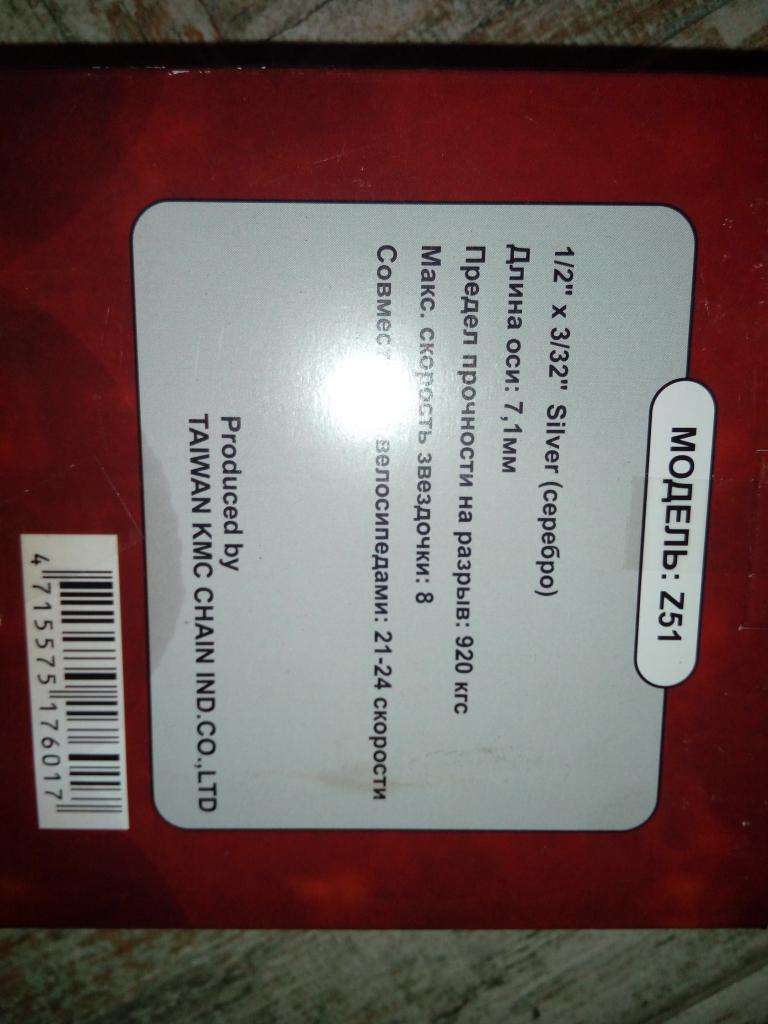 МОДЕЛЬ: Z51
1/2" x 3/32" Silver (серебро)
Длина оси: 7,1мм
Предел прочности на разрыв: 920 кгс
Макс. скорость звездочки: 8
велосипедами: 21-24 скорости
Produced by
TAIWAN KMC CHAIN IND.CO.,LTD
4 715575 176017